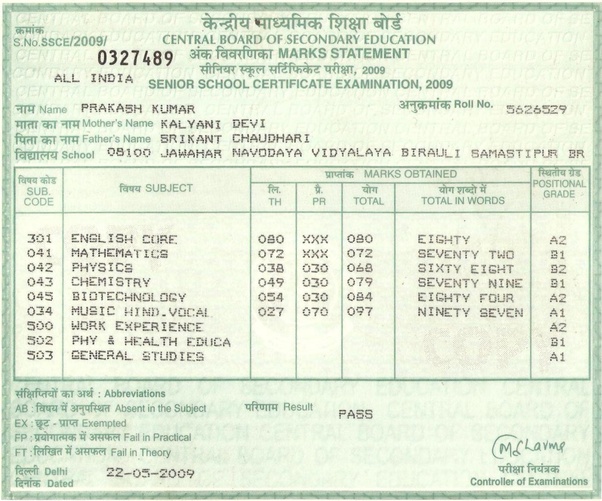 केन्द्रीय माध्यमिक शिक्षा बोर्ड
क्रमांक
S.No.SSCE/2009/ 0327489
CENTRAL BOARD OF SECONDARY EDUCATION
अंक विवरणिका MARKS STATEMENT
सीनियर स्कूल सर्टिफिकेट परीक्षा, 2009
ALL INDIA
SENIOR SCHOOL CERTIFICATE EXAMINATION, 2009
नाम Name PRAKASH KUMAR अनुक्रमांक Roll No. 5626529
माता का नाम Mother's Name KALYANI DEVI
पिता का नाम Father's Name SRIKANT CHAUDHARI
विद्यालय School 08100 JAWAHAR NAVODAYA VIDYALAYA BIRAULI SAMASTIPUR BR
विषय कोड SUB. CODE विषय SUBJECT प्राप्तांक MARKS OBTAINED स्थितीय ग्रेड POSITIONAL GRADE
लि. TH प्रै. PR योग TOTAL योग शब्दों में TOTAL IN WORDS
301 ENGLISH CORE 080 XXX 080 EIGHTY A2
041 MATHEMATICS 072 XXX 072 SEVENTY TWO B1
042 PHYSICS 038 030 068 SIXTY EIGHT B2
043 CHEMISTRY 049 030 079 SEVENTY NINE B1
045 BIOTECHNOLOGY 054 030 084 EIGHTY FOUR A2
034 MUSIC HIND.VOCAL 027 070 097 NINETY SEVEN A1
500 WORK EXPERIENCE A2
502 PHY & HEALTH EDUCA B1
503 GENERAL STUDIES A1
संक्षिप्तियों का अर्थ : Abbreviations
AB : विषय में अनुपस्थित Absent in the Subject परिणाम Result PASS
EX : छूट - प्राप्त Exempted
FP : प्रयोगात्मक में असफल Fail in Practical
FT : लिखित में असफल Fail in Theory
दिल्ली Delhi
दिनांक Dated 22-05-2009
परीक्षा नियंत्रक
Controller of Examinations